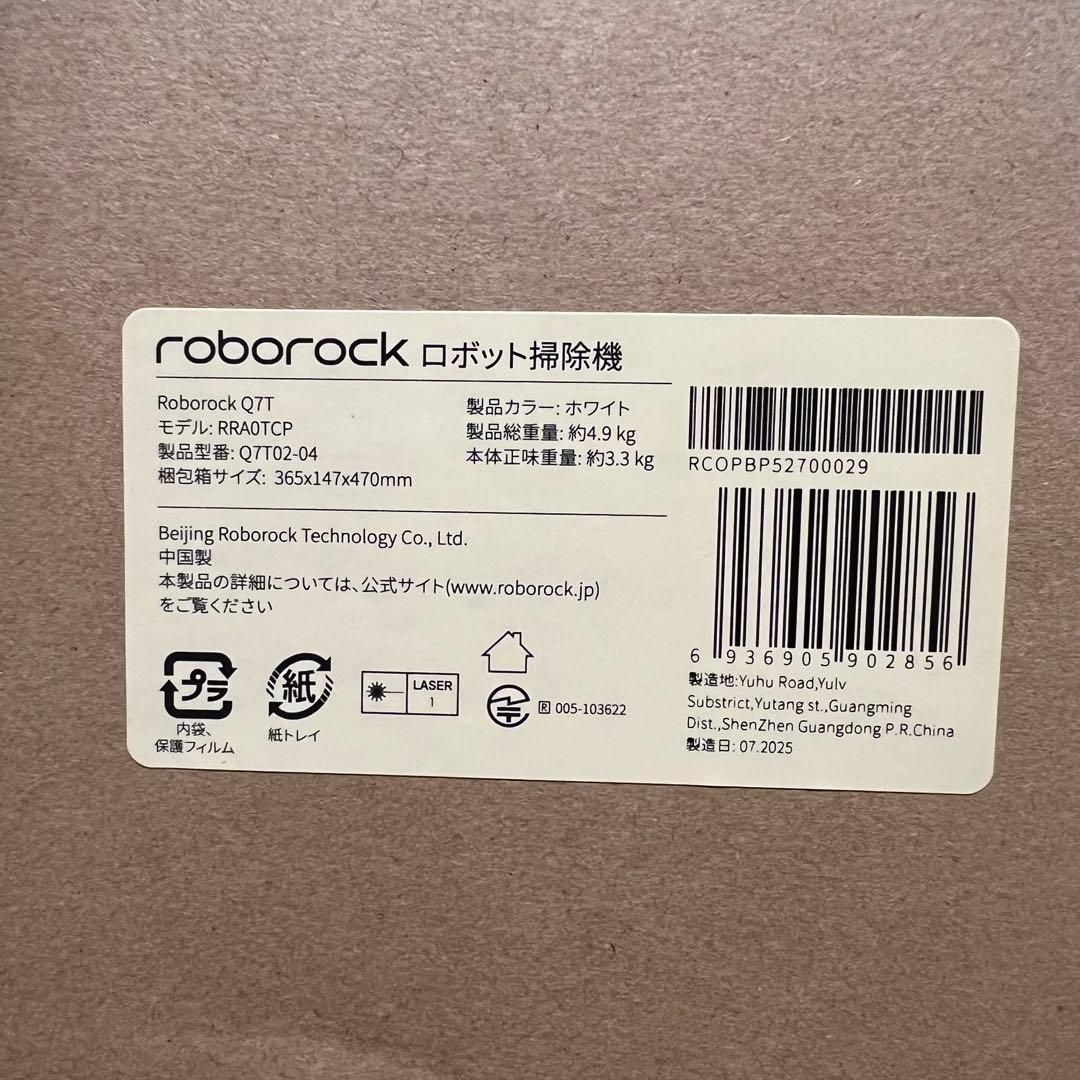 roborock ロボット掃除機
Roborock Q7T
モデル: RRA0TCP
製品型番: Q7T02-04
梱包箱サイズ: 365x147x470mm
製品カラー: ホワイト
製品総重量: 約4.9 kg
本体正味重量: 約3.3 kg
Beijing Roborock Technology Co., Ltd.
中国製
本製品の詳細については、公式サイト(www.roborock.jp)
をご覧ください
プラ
内袋、
保護フィルム
紙
紙トレイ
LASER
1
R 005-103622
RCOPBP52700029
6 936905 902856
製造地:Yuhu Road,Yulv
Substrict,Yutang st.,Guangming
Dist.,ShenZhen Guangdong P.R.China
製造日: 07.2025